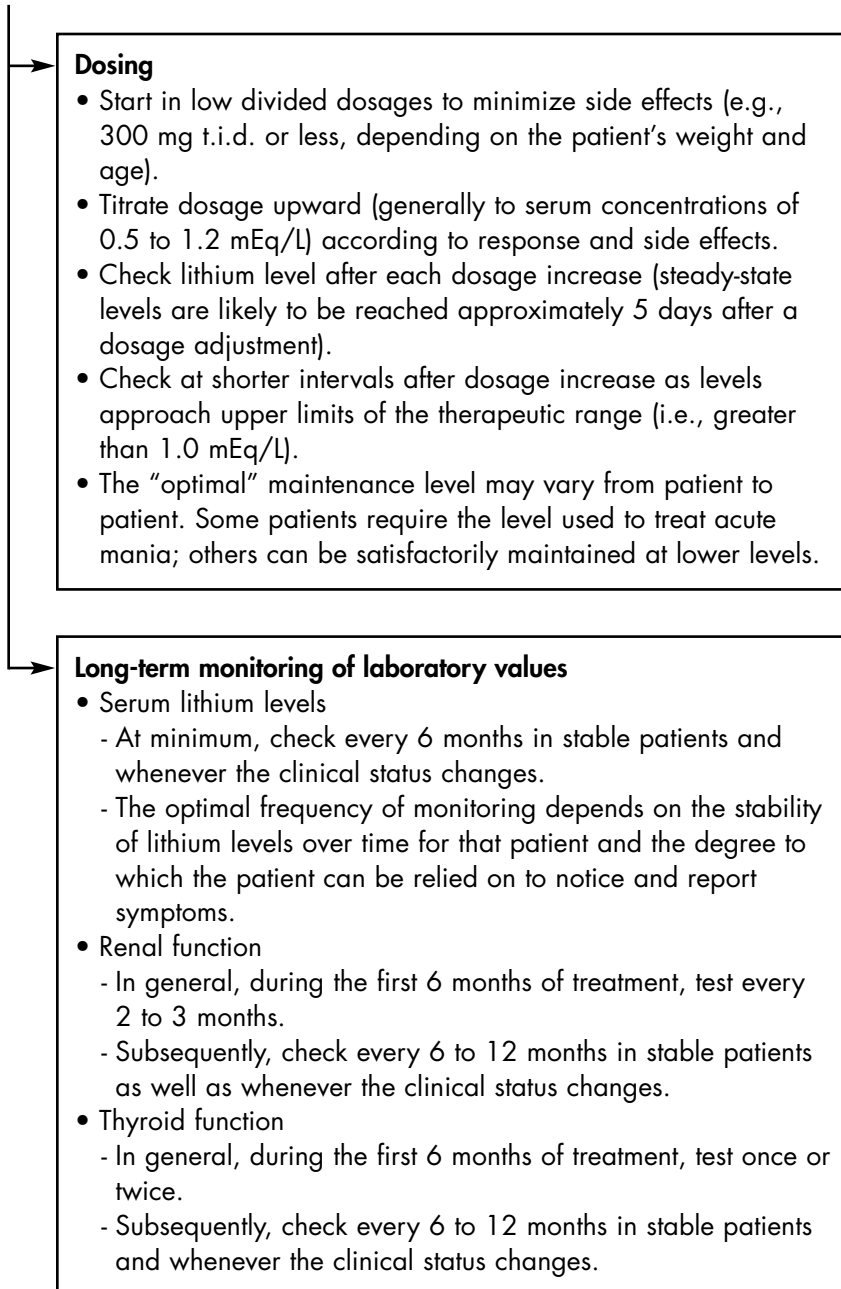 Dosing
• Start in low divided dosages to minimize side effects (e.g.,
300 mg t.i.d. or less, depending on the patient’s weight and
age).
• Titrate dosage upward (generally to serum concentrations of
0.5 to 1.2 mEq/L) according to response and side effects.
• Check lithium level after each dosage increase (steady-state
levels are likely to be reached approximately 5 days after a
dosage adjustment).
• Check at shorter intervals after dosage increase as levels
approach upper limits of the therapeutic range (i.e., greater
than 1.0 mEq/L).
• The “optimal” maintenance level may vary from patient to
patient. Some patients require the level used to treat acute
mania; others can be satisfactorily maintained at lower levels.
Long-term monitoring of laboratory values
• Serum lithium levels
- At minimum, check every 6 months in stable patients and
whenever the clinical status changes.
- The optimal frequency of monitoring depends on the stability
of lithium levels over time for that patient and the degree to
which the patient can be relied on to notice and report
symptoms.
• Renal function
- In general, during the first 6 months of treatment, test every
2 to 3 months.
- Subsequently, check every 6 to 12 months in stable patients
as well as whenever the clinical status changes.
• Thyroid function
- In general, during the first 6 months of treatment, test once or
twice.
- Subsequently, check every 6 to 12 months in stable patients
and whenever the clinical status changes.